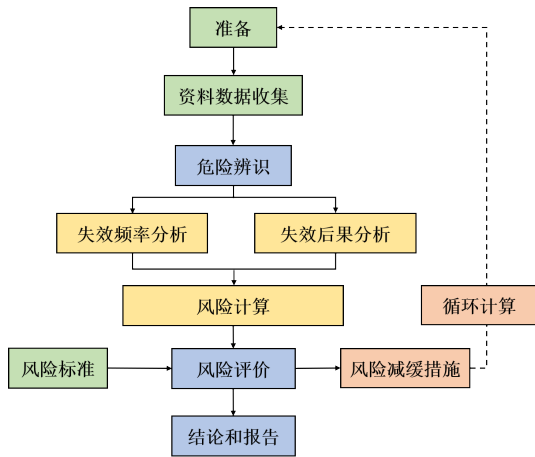 准备
资料数据收集
危险辨识
失效频率分析
失效后果分析
风险计算
循环计算
风险标准
风险评价
风险减缓措施
结论和报告